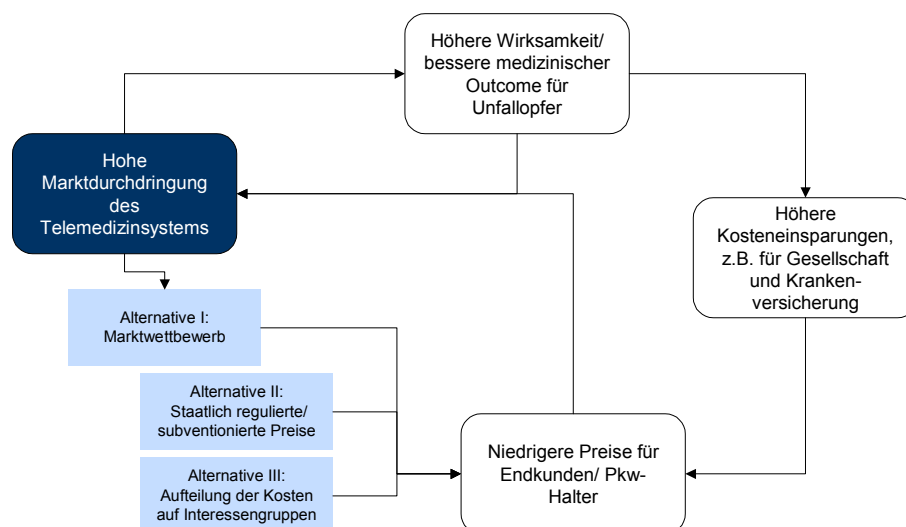 Höhere Wirksamkeit/
bessere medizinischer
Outcome für
Unfallopfer
Hohe
Marktdurchdringung
des
Telemedizinsystems
Höhere
Kosteneinsparungen,
z.B. für Gesellschaft
und Kranken-
versicherung
Alternative I:
Marktwettbewerb
Alternative II:
Staatlich regulierte/
subventionierte Preise
Alternative III:
Aufteilung der Kosten
auf Interessengruppen
Niedrigere Preise für
Endkunden/ Pkw-
Halter